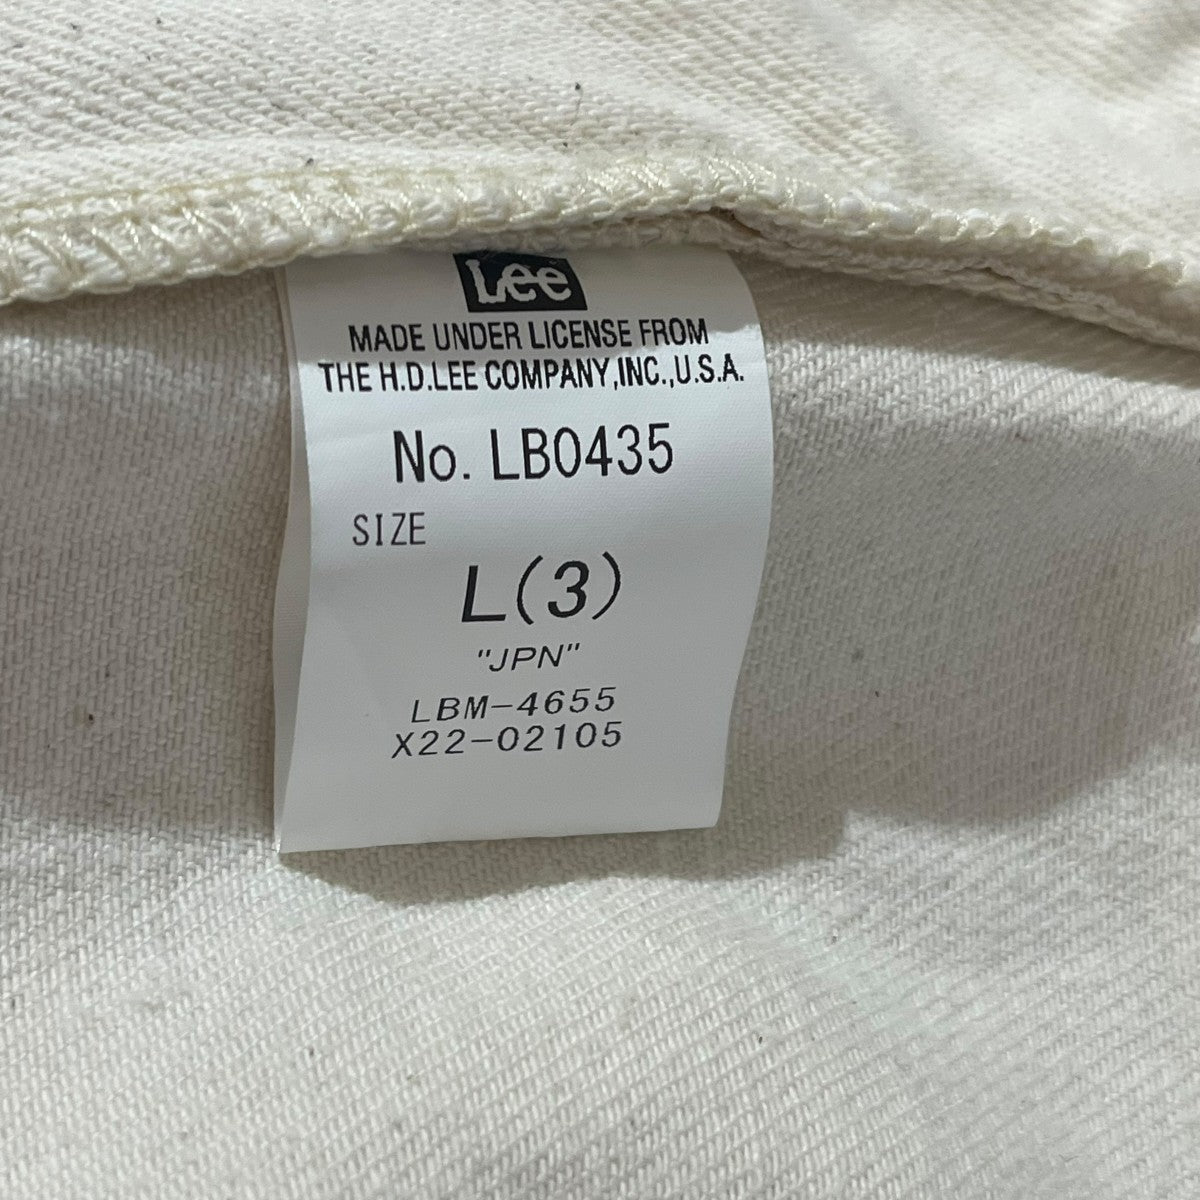 Lee
MADE UNDER LICENSE FROM
THE H.D.LEE COMPANY,INC.,U.S.A.
No. LB0435
SIZE
L(3)
"JPN"
LBM-4655
X22-02105